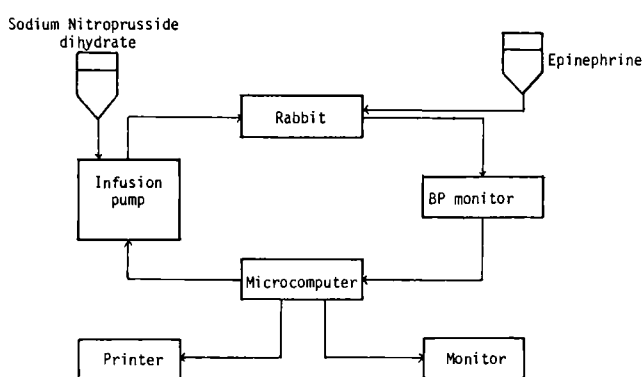 Sodium Nitroprusside
dihydrate
Epinephrine
Rabbit
Infusion
pump
BP monitor
Microcomputer
Printer
Monitor